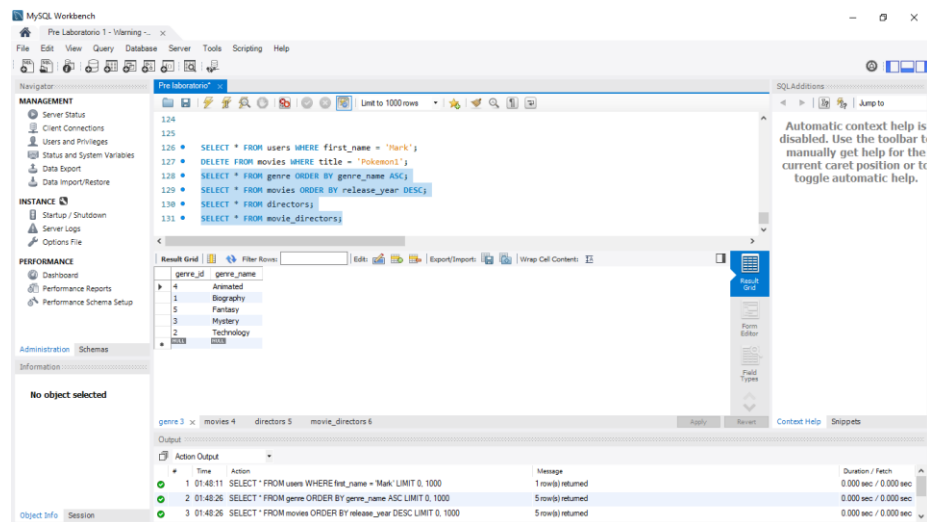 MySQL Workbench
Pre Laboratorio 1 - Warning -...
File Edit View Query Database Server Tools Scripting Help
Navigator
MANAGEMENT
Server Status
Client Connections
Users and Privileges
Status and System Variables
Data Export
Data Import/Restore
INSTANCE
Startup / Shutdown
Server Logs
Options File
PERFORMANCE
Dashboard
Performance Reports
Performance Schema Setup
Administration Schemas
Information
No object selected
Object Info Session
Pre laboratorio*
Limit to 1000 rows
124
125
126 SELECT * FROM users WHERE first_name = 'Mark';
127 DELETE FROM movies WHERE title = 'Pokemon1';
128 SELECT * FROM genre ORDER BY genre_name ASC;
129 SELECT * FROM movies ORDER BY release_year DESC;
130 SELECT * FROM directors;
131 SELECT * FROM movie_directors;
Result Grid Filter Rows: Edit: Export/Import: Wrap Cell Content:
genre_id genre_name
4 Animated
1 Biography
5 Fantasy
3 Mystery
2 Technology
NULL NULL
Result
Grid
Form
Editor
Field
Types
genre 3 movies 4 directors 5 movie_directors 6 Apply Revert
Output
Action Output
# Time Action Message Duration / Fetch
1 01:48:11 SELECT * FROM users WHERE first_name = 'Mark' LIMIT 0, 1000 1 row(s) returned 0.000 sec / 0.000 sec
2 01:48:26 SELECT * FROM genre ORDER BY genre_name ASC LIMIT 0, 1000 5 row(s) returned 0.000 sec / 0.000 sec
3 01:48:26 SELECT * FROM movies ORDER BY release_year DESC LIMIT 0, 1000 5 row(s) returned 0.000 sec / 0.000 sec
SQLAdditions
Jump to
Automatic context help is
disabled. Use the toolbar to
manually get help for the
current caret position or to
toggle automatic help.
Context Help Snippets